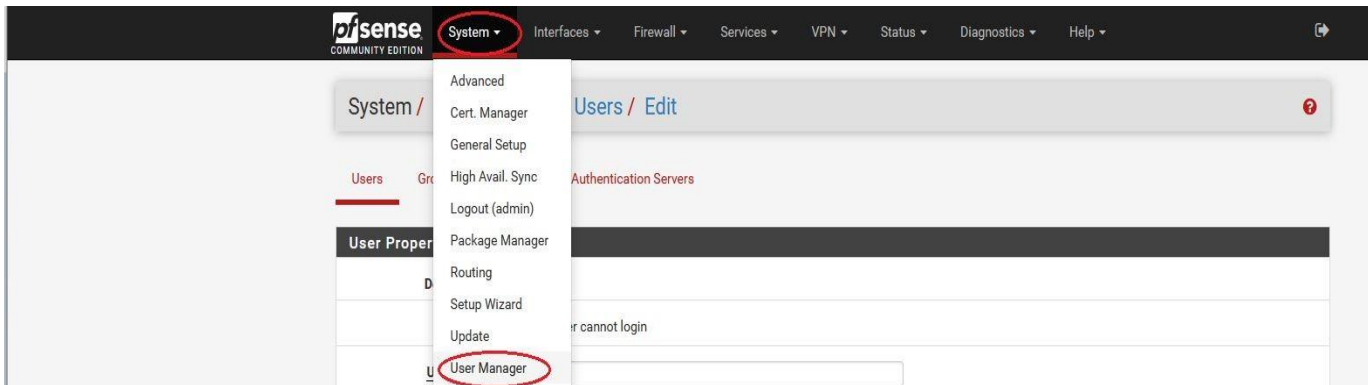 pfsense System Interfaces Firewall Services VPN Status Diagnostics Help
COMMUNITY EDITION
Advanced
System / Users / Edit
Cert. Manager
General Setup
Users Gro High Avail. Sync Authentication Servers
Logout (admin)
User Proper Package Manager
Routing
D Setup Wizard
er cannot login
Update
U User Manager